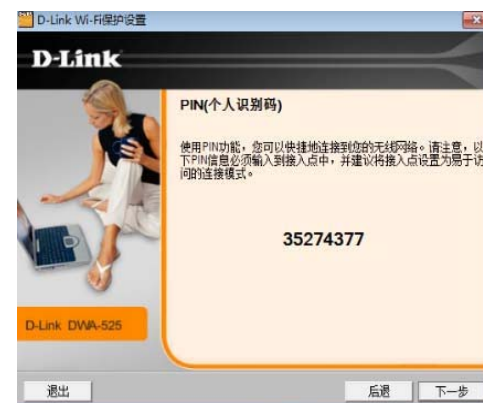 D-Link Wi-Fi保护设置
D-Link
PIN(个人识别码)
使用PIN功能，您可以快捷地连接到您的无线网络。请注意，以
下PIN信息必须输入到接入点中，并建议将接入点设置为易于访
问的连接模式。
35274377
D-Link DWA-525
退出
后退
下一步